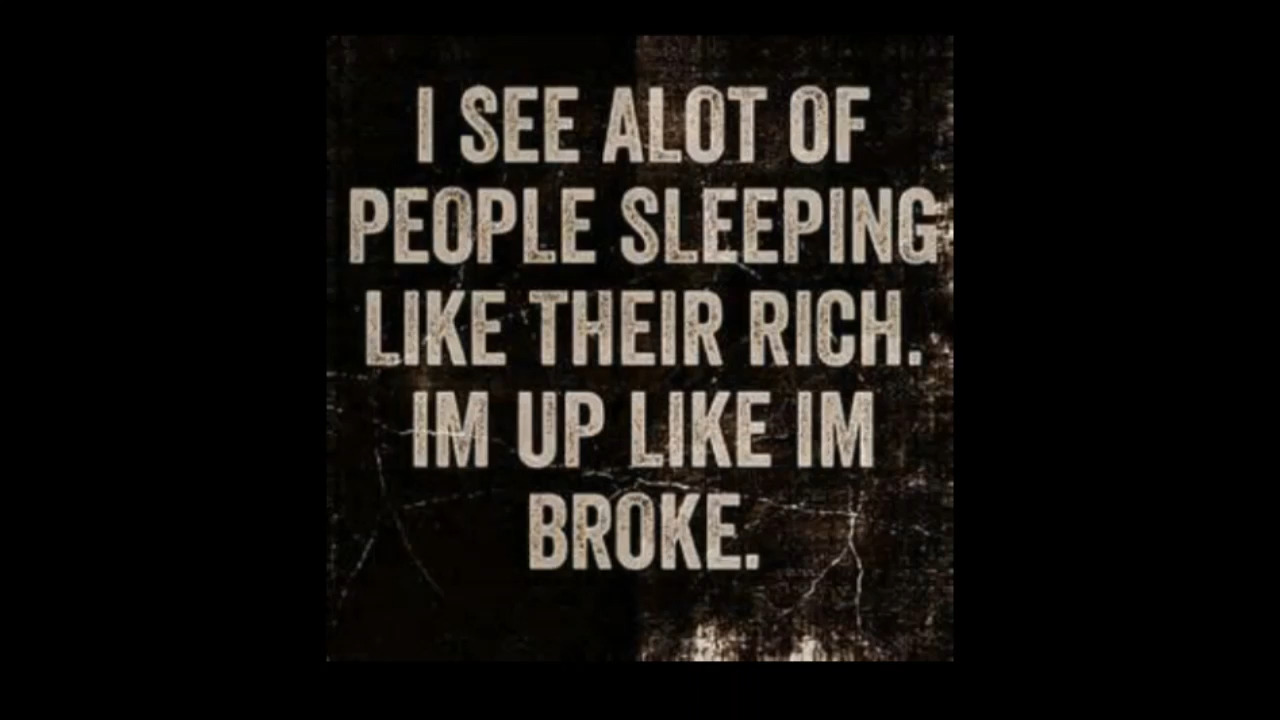 I SEE ALOT OF
PEOPLE SLEEPING
LIKE THEIR RICH.
IM UP LIKE IM
BROKE.